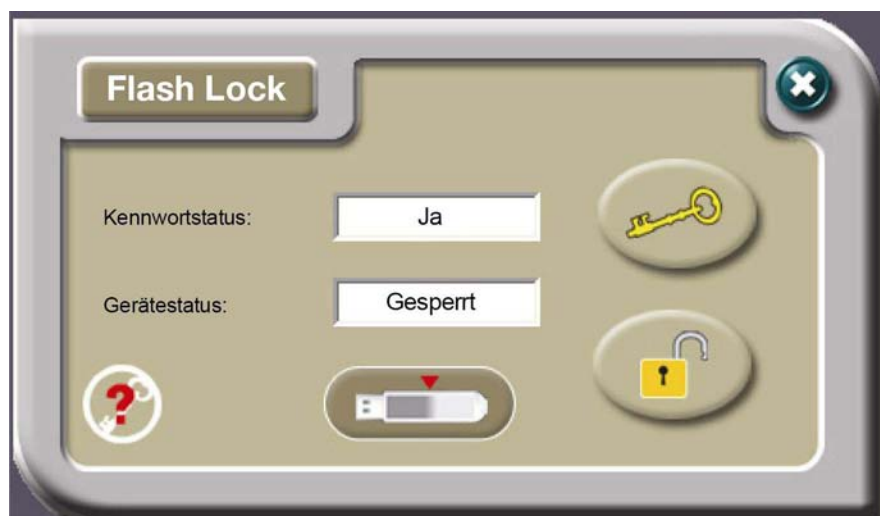 Flash Lock
Kennwortstatus:
Ja
Gerätestatus:
Gesperrt
?